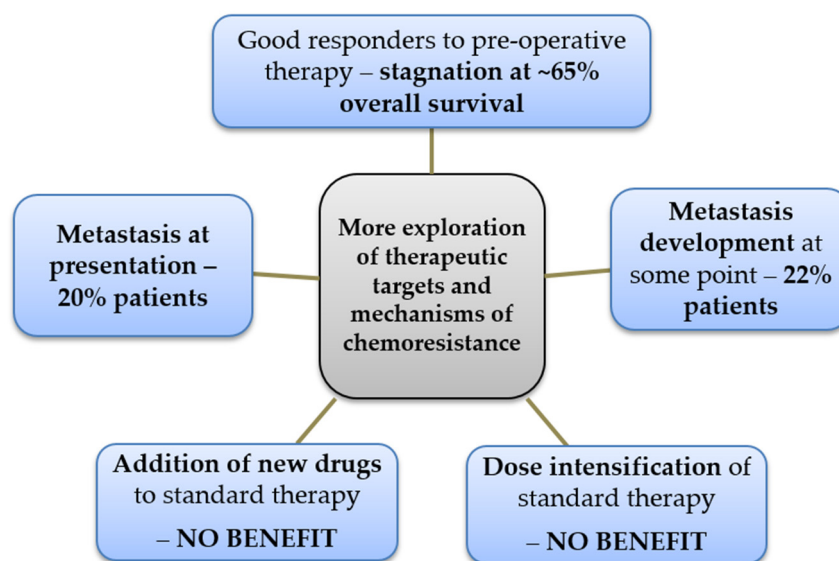 Good responders to pre-operative
therapy – stagnation at ~65%
overall survival
Metastasis at
presentation –
20% patients
More exploration
of therapeutic
targets and
mechanisms of
chemoresistance
Metastasis
development at
some point – 22%
patients
Addition of new drugs
to standard therapy
– NO BENEFIT
Dose intensification of
standard therapy
– NO BENEFIT